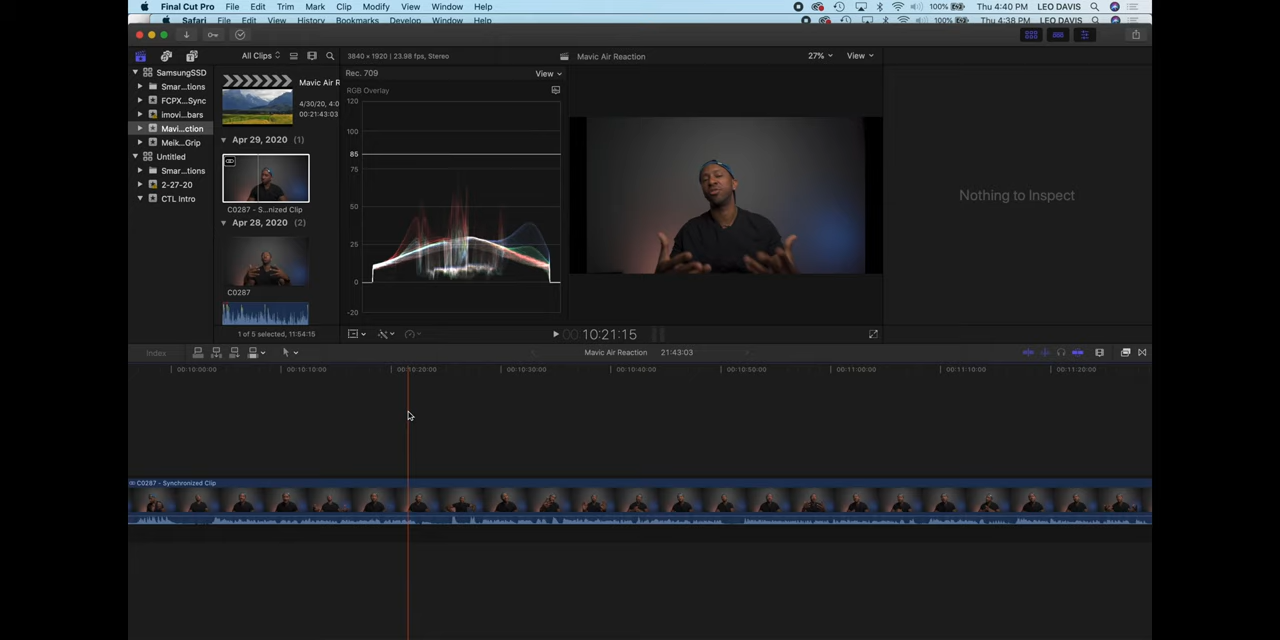 Final Cut Pro File Edit Trim Mark Clip Modify View Window Help 100% Thu 4:40 PM LEO DAVIS
Safari File Edit View History Bookmarks Develop Window Help 100% Thu 4:38 PM LEO DAVIS
All Clips
3840 × 1920 | 23.98 fps, Stereo
Mavic Air Reaction
27% View
SamsungSSD
Smar...tions
FCPX...Sync
imovi...bars
Mavi...ction
Meik...Grip
Untitled
Smar...tions
2-27-20
CTL Intro
Mavic Air R
4/30/20, 4:0
00:21:43:03
Apr 29, 2020 (1)
C0287 - S...nized Clip
Apr 28, 2020 (2)
C0287
1 of 5 selected, 11:54:15
Rec. 709 View
RGB Overlay
120
100
85
75
50
25
0
-20
10:21:15
Nothing to Inspect
Index
Mavic Air Reaction 21:43:03
00:10:00:00 00:10:10:00 00:10:20:00 00:10:30:00 00:10:40:00 00:10:50:00 00:11:00:00 00:11:10:00 00:11:20:00
C0287 - Synchronized Clip